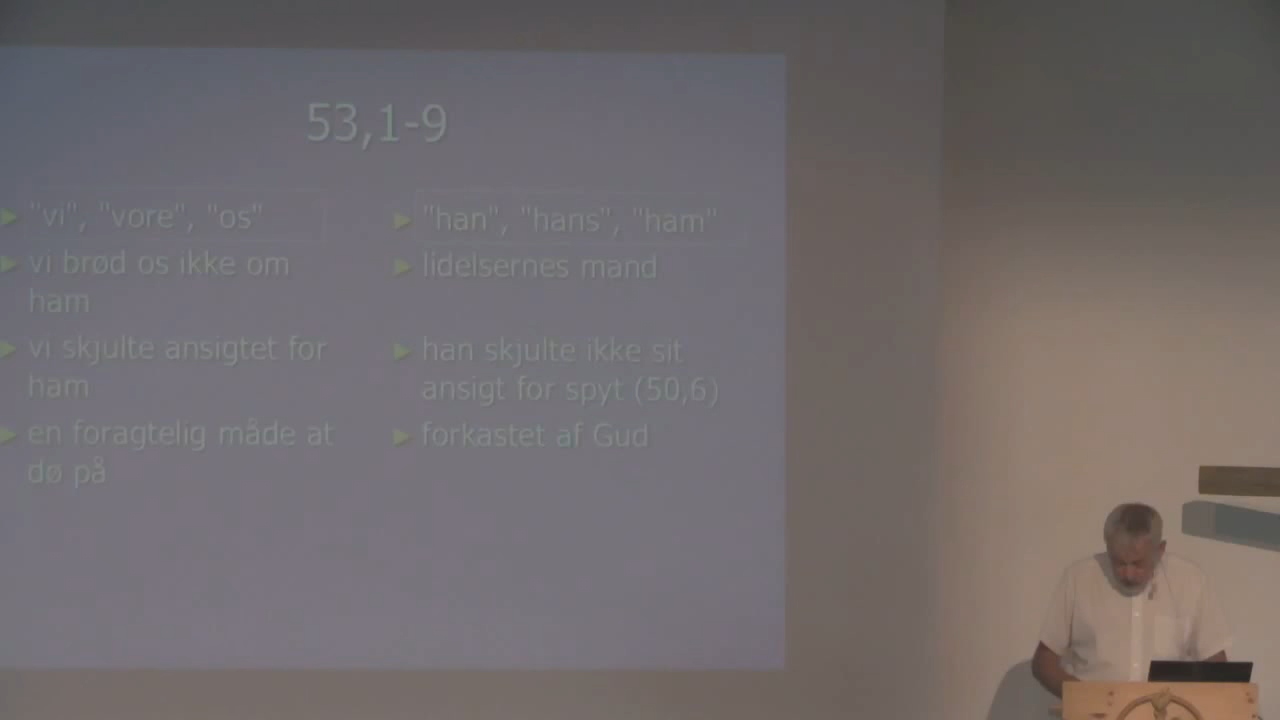 53,1-9
► "vi", "vore", "os"
► vi brød os ikke om
ham
► vi skjulte ansigtet for
ham
► en foragtelig måde at
dø på
► "han", "hans", "ham"
► lidelsernes mand
► han skjulte ikke sit
ansigt for spyt (50,6)
► forkastet af Gud